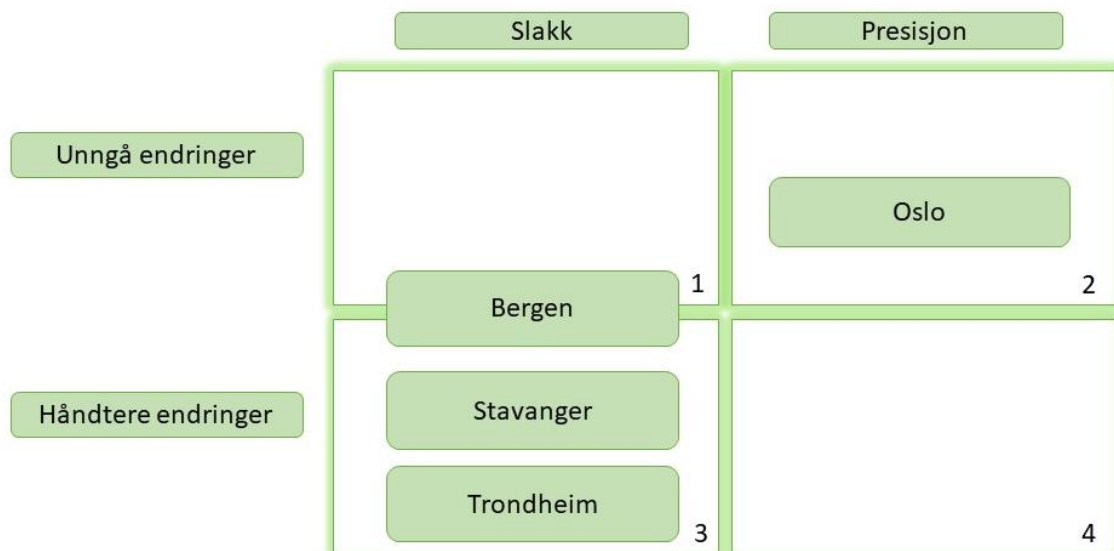 Slakk
Presisjon
Unngå endringer
Oslo
1
2
Bergen
Håndtere endringer
Stavanger
Trondheim
3
4